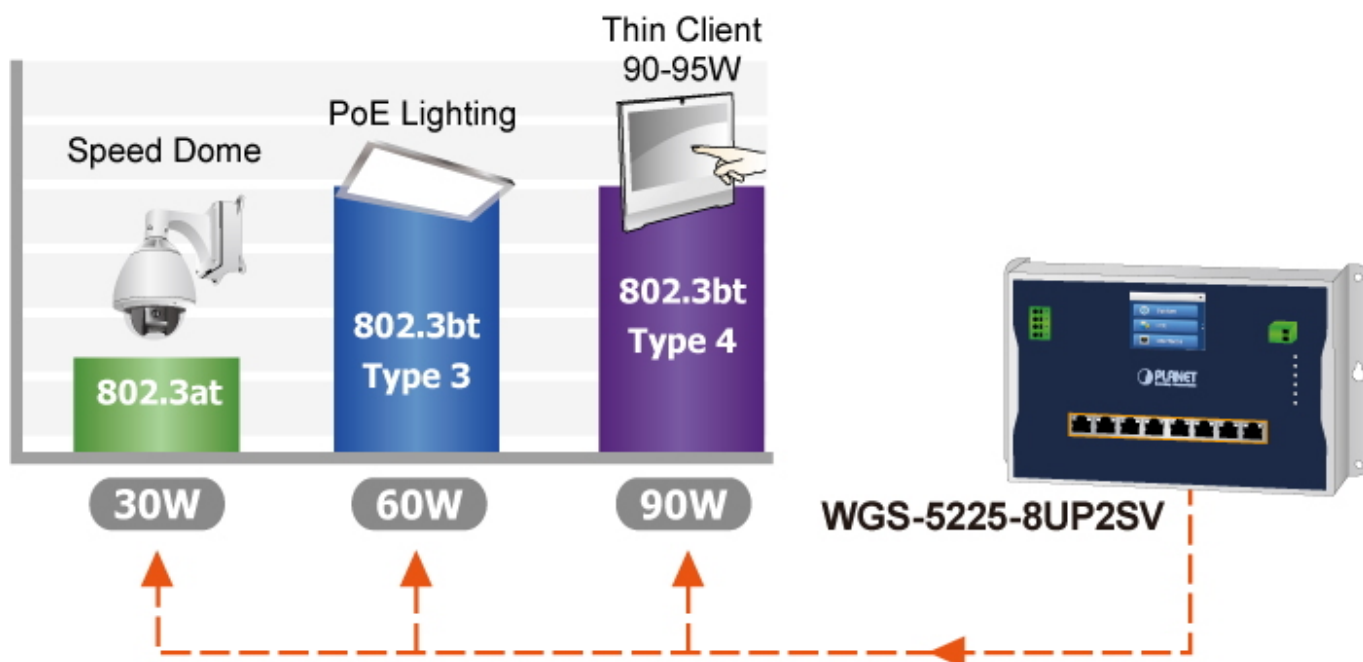 Thin Client
90-95W
PoE Lighting
Speed Dome
802.3at
802.3bt
Type 3
802.3bt
Type 4
30W
60W
90W
PLANET
WGS-5225-8UP2SV